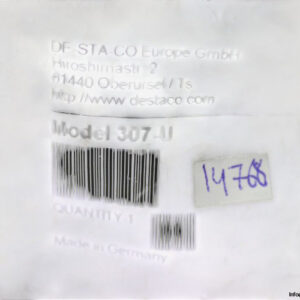 DE-STA-CO Europe GmbH
Hiroshimastr. 2
61440 Oberursel / Ts
http://www.destaco.com
Model 307-U
14768
QUANTITY 1
Made in Germany